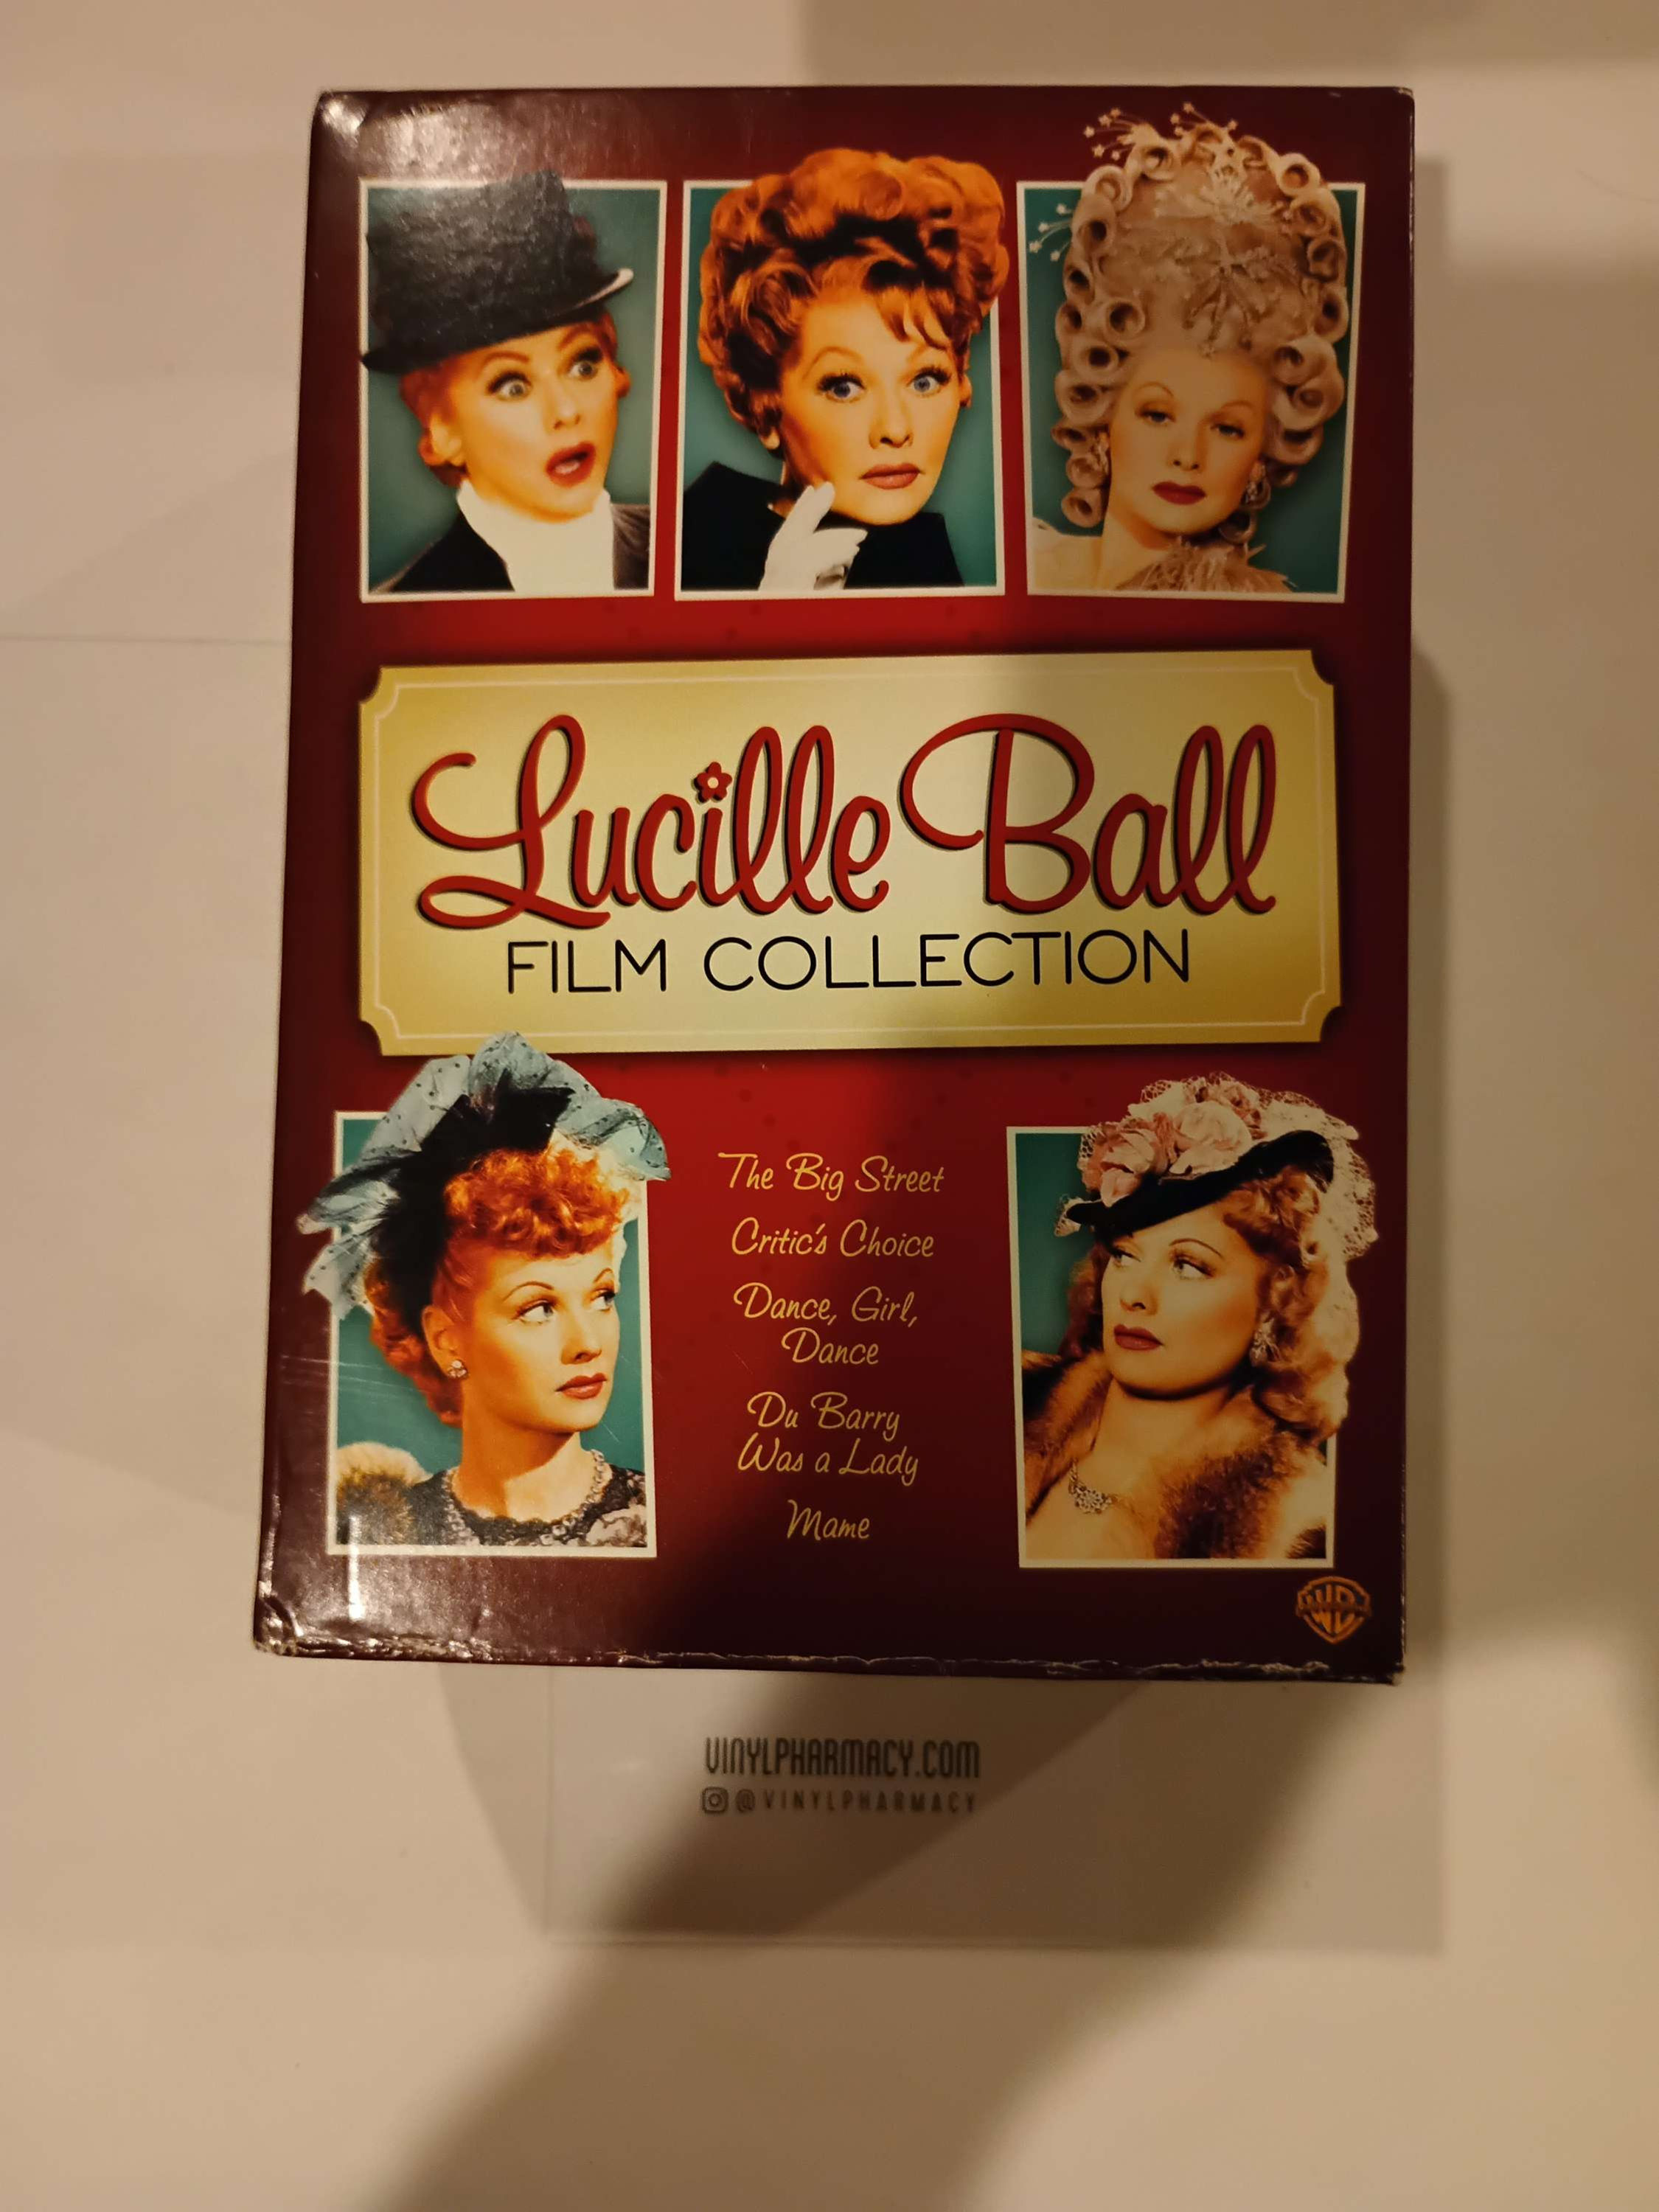 Lucille Ball
FILM COLLECTION
The Big Street
Critic's Choice
Dance, Girl,
Dance
Du Barry
Was a Lady
Mame
WB
VINYLPHARMACY.COM
@VINYLPHARMACY